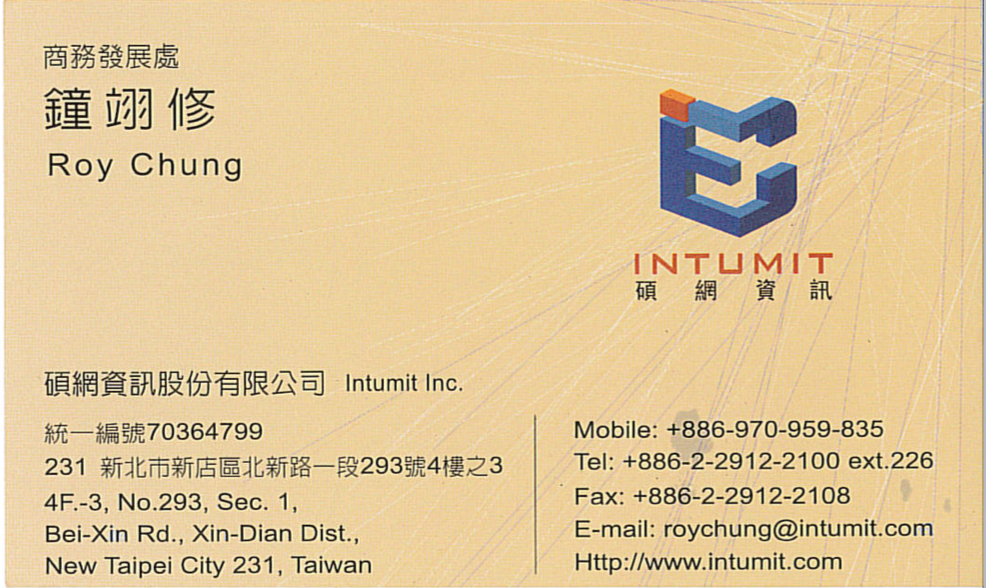 商務發展處
鐘翊修
Roy Chung
INTUMIT
碩網資訊
碩網資訊股份有限公司 Intumit Inc.
統一編號70364799
231 新北市新店區北新路一段293號4樓之3
4F.-3, No.293, Sec. 1,
Bei-Xin Rd., Xin-Dian Dist.,
New Taipei City 231, Taiwan
Mobile: +886-970-959-835
Tel: +886-2-2912-2100 ext.226
Fax: +886-2-2912-2108
E-mail: roychung@intumit.com
Http://www.intumit.com